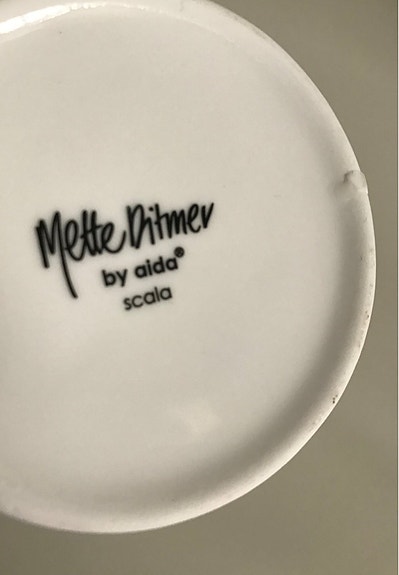 Mette Ditmer
by aida®
scala